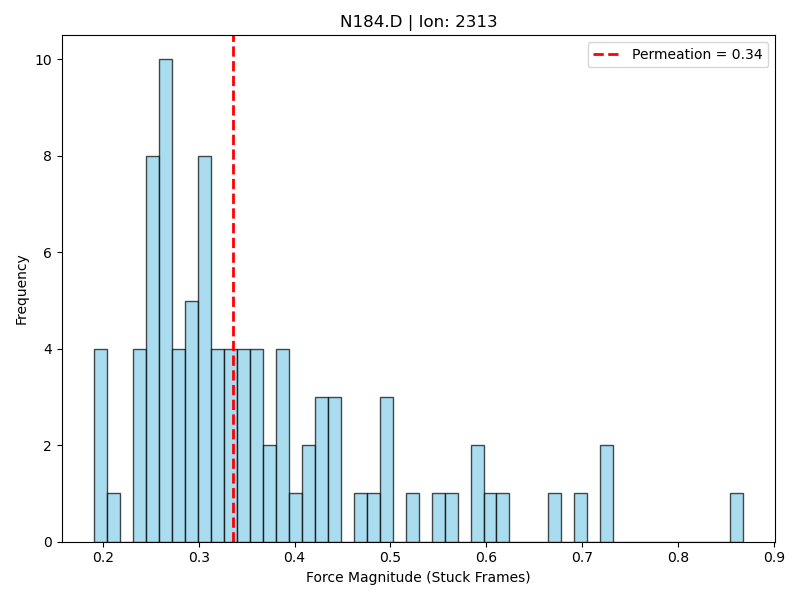 N184.D | Ion: 2313
Permeation = 0.34
Frequency
10
8
6
4
2
0
0.2 0.3 0.4 0.5 0.6 0.7 0.8 0.9
Force Magnitude (Stuck Frames)